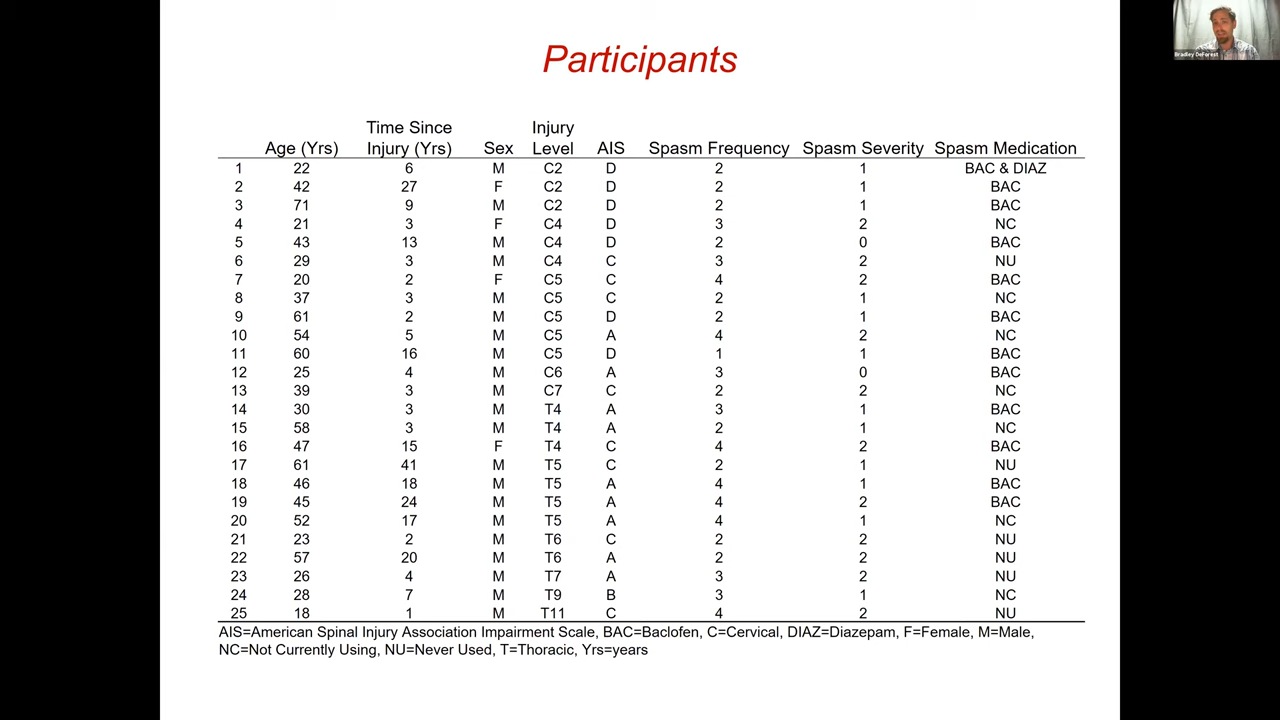 Participants
Bradley DeForest
Time Since Injury
Age (Yrs) Injury (Yrs) Sex Level AIS Spasm Frequency Spasm Severity Spasm Medication
1 22 6 M C2 D 2 1 BAC & DIAZ
2 42 27 F C2 D 2 1 BAC
3 71 9 M C2 D 2 1 BAC
4 21 3 F C4 D 3 2 NC
5 43 13 M C4 D 2 0 BAC
6 29 3 M C4 C 3 2 NU
7 20 2 F C5 C 4 2 BAC
8 37 3 M C5 C 2 1 NC
9 61 2 M C5 D 2 1 BAC
10 54 5 M C5 A 4 2 NC
11 60 16 M C5 D 1 1 BAC
12 25 4 M C6 A 3 0 BAC
13 39 3 M C7 C 2 2 NC
14 30 3 M T4 A 3 1 BAC
15 58 3 M T4 A 2 1 NC
16 47 15 F T4 C 4 2 BAC
17 61 41 M T5 C 2 1 NU
18 46 18 M T5 A 4 1 BAC
19 45 24 M T5 A 4 2 BAC
20 52 17 M T5 A 4 1 NC
21 23 2 M T6 C 2 2 NU
22 57 20 M T6 A 2 2 NU
23 26 4 M T7 A 3 2 NU
24 28 7 M T9 B 3 1 NC
25 18 1 M T11 C 4 2 NU
AIS=American Spinal Injury Association Impairment Scale, BAC=Baclofen, C=Cervical, DIAZ=Diazepam, F=Female, M=Male,
NC=Not Currently Using, NU=Never Used, T=Thoracic, Yrs=years